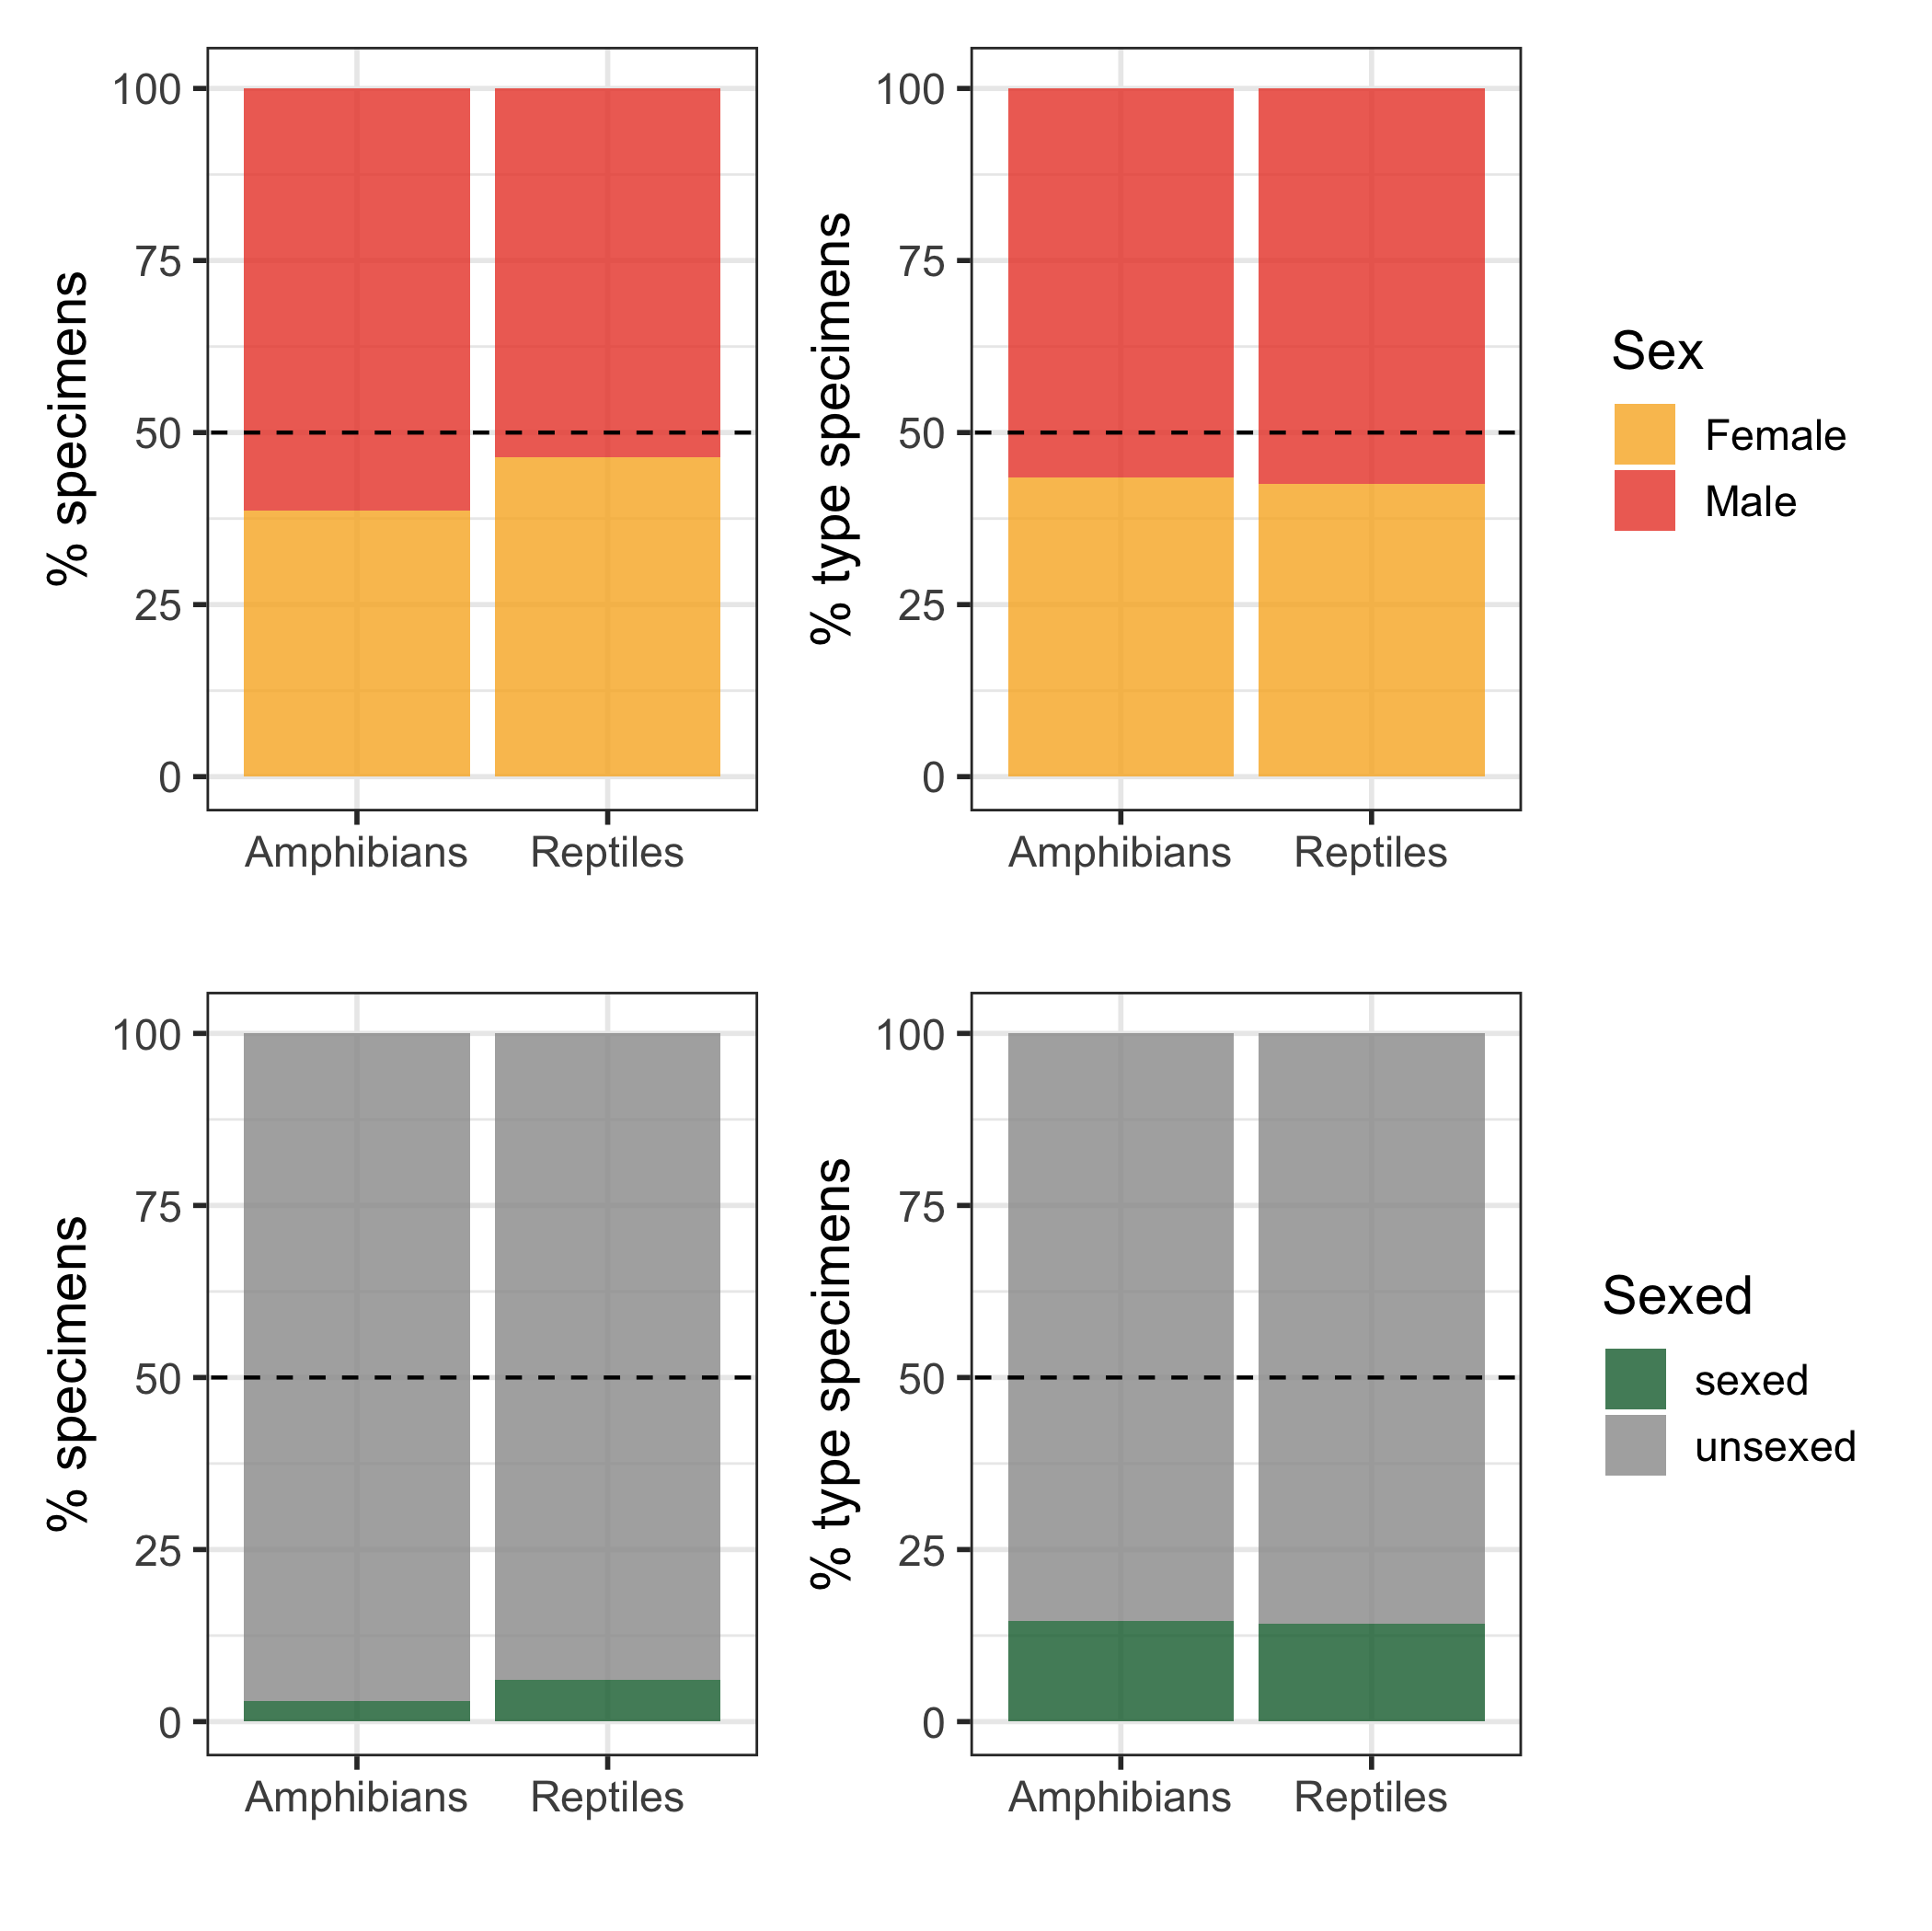 % specimens
100
75
50
25
0
Amphibians Reptiles
% type specimens
100
75
50
25
0
Amphibians Reptiles
Sex
Female
Male
% specimens
100
75
50
25
0
Amphibians Reptiles
% type specimens
100
75
50
25
0
Amphibians Reptiles
Sexed
sexed
unsexed